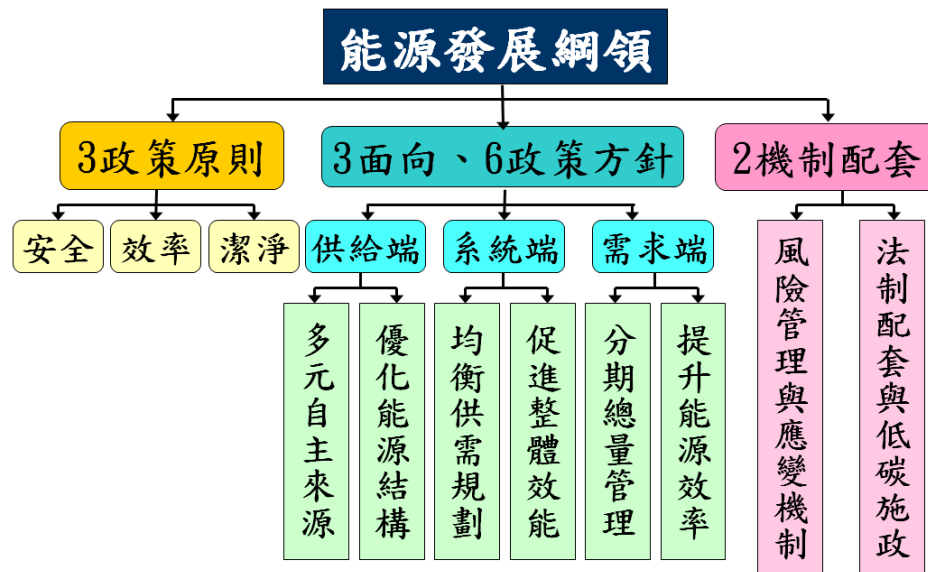 能源發展綱領
3政策原則
3面向、6政策方針
2機制配套
安全
效率
潔淨
供給端
系統端
需求端
多元自主來源
優化能源結構
均衡供需規劃
促進整體效能
分期總量管理
提升能源效率
風險管理與應變機制
法制配套與低碳施政